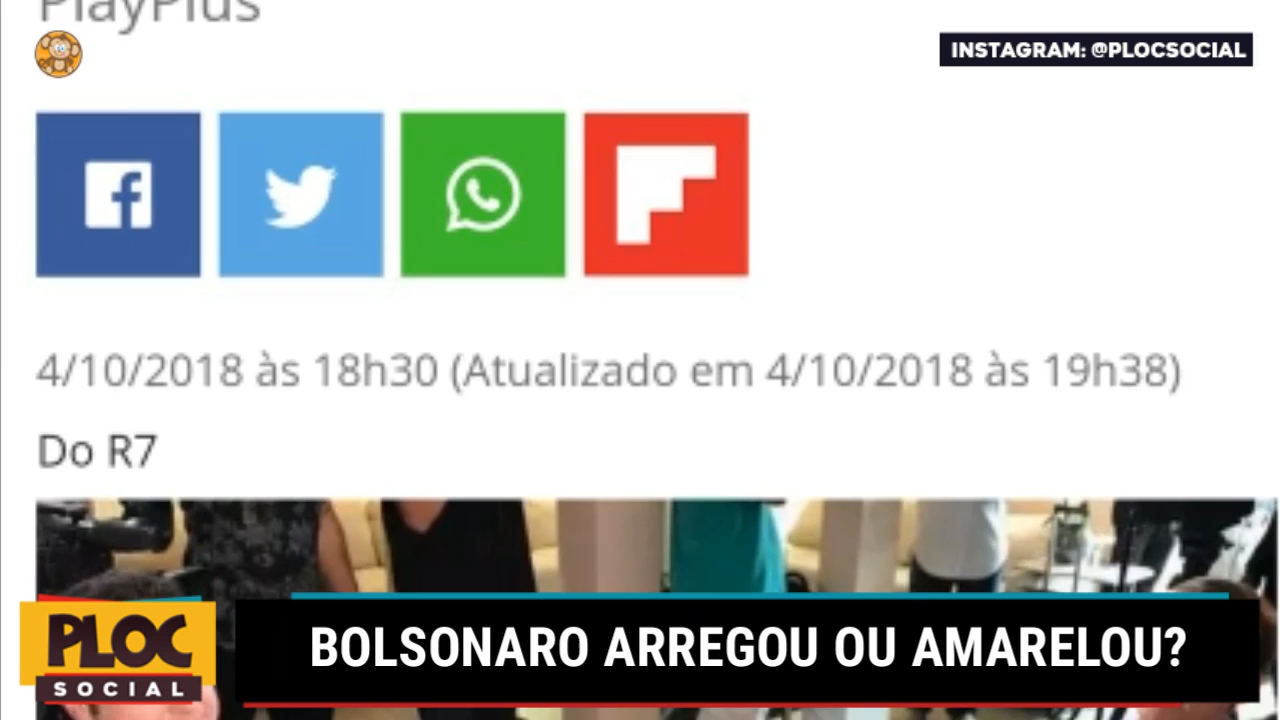 PlayPlus
INSTAGRAM: @PLOCSOCIAL
4/10/2018 às 18h30 (Atualizado em 4/10/2018 às 19h38)
Do R7
PLOC
SOCIAL
BOLSONARO ARREGOU OU AMARELOU?